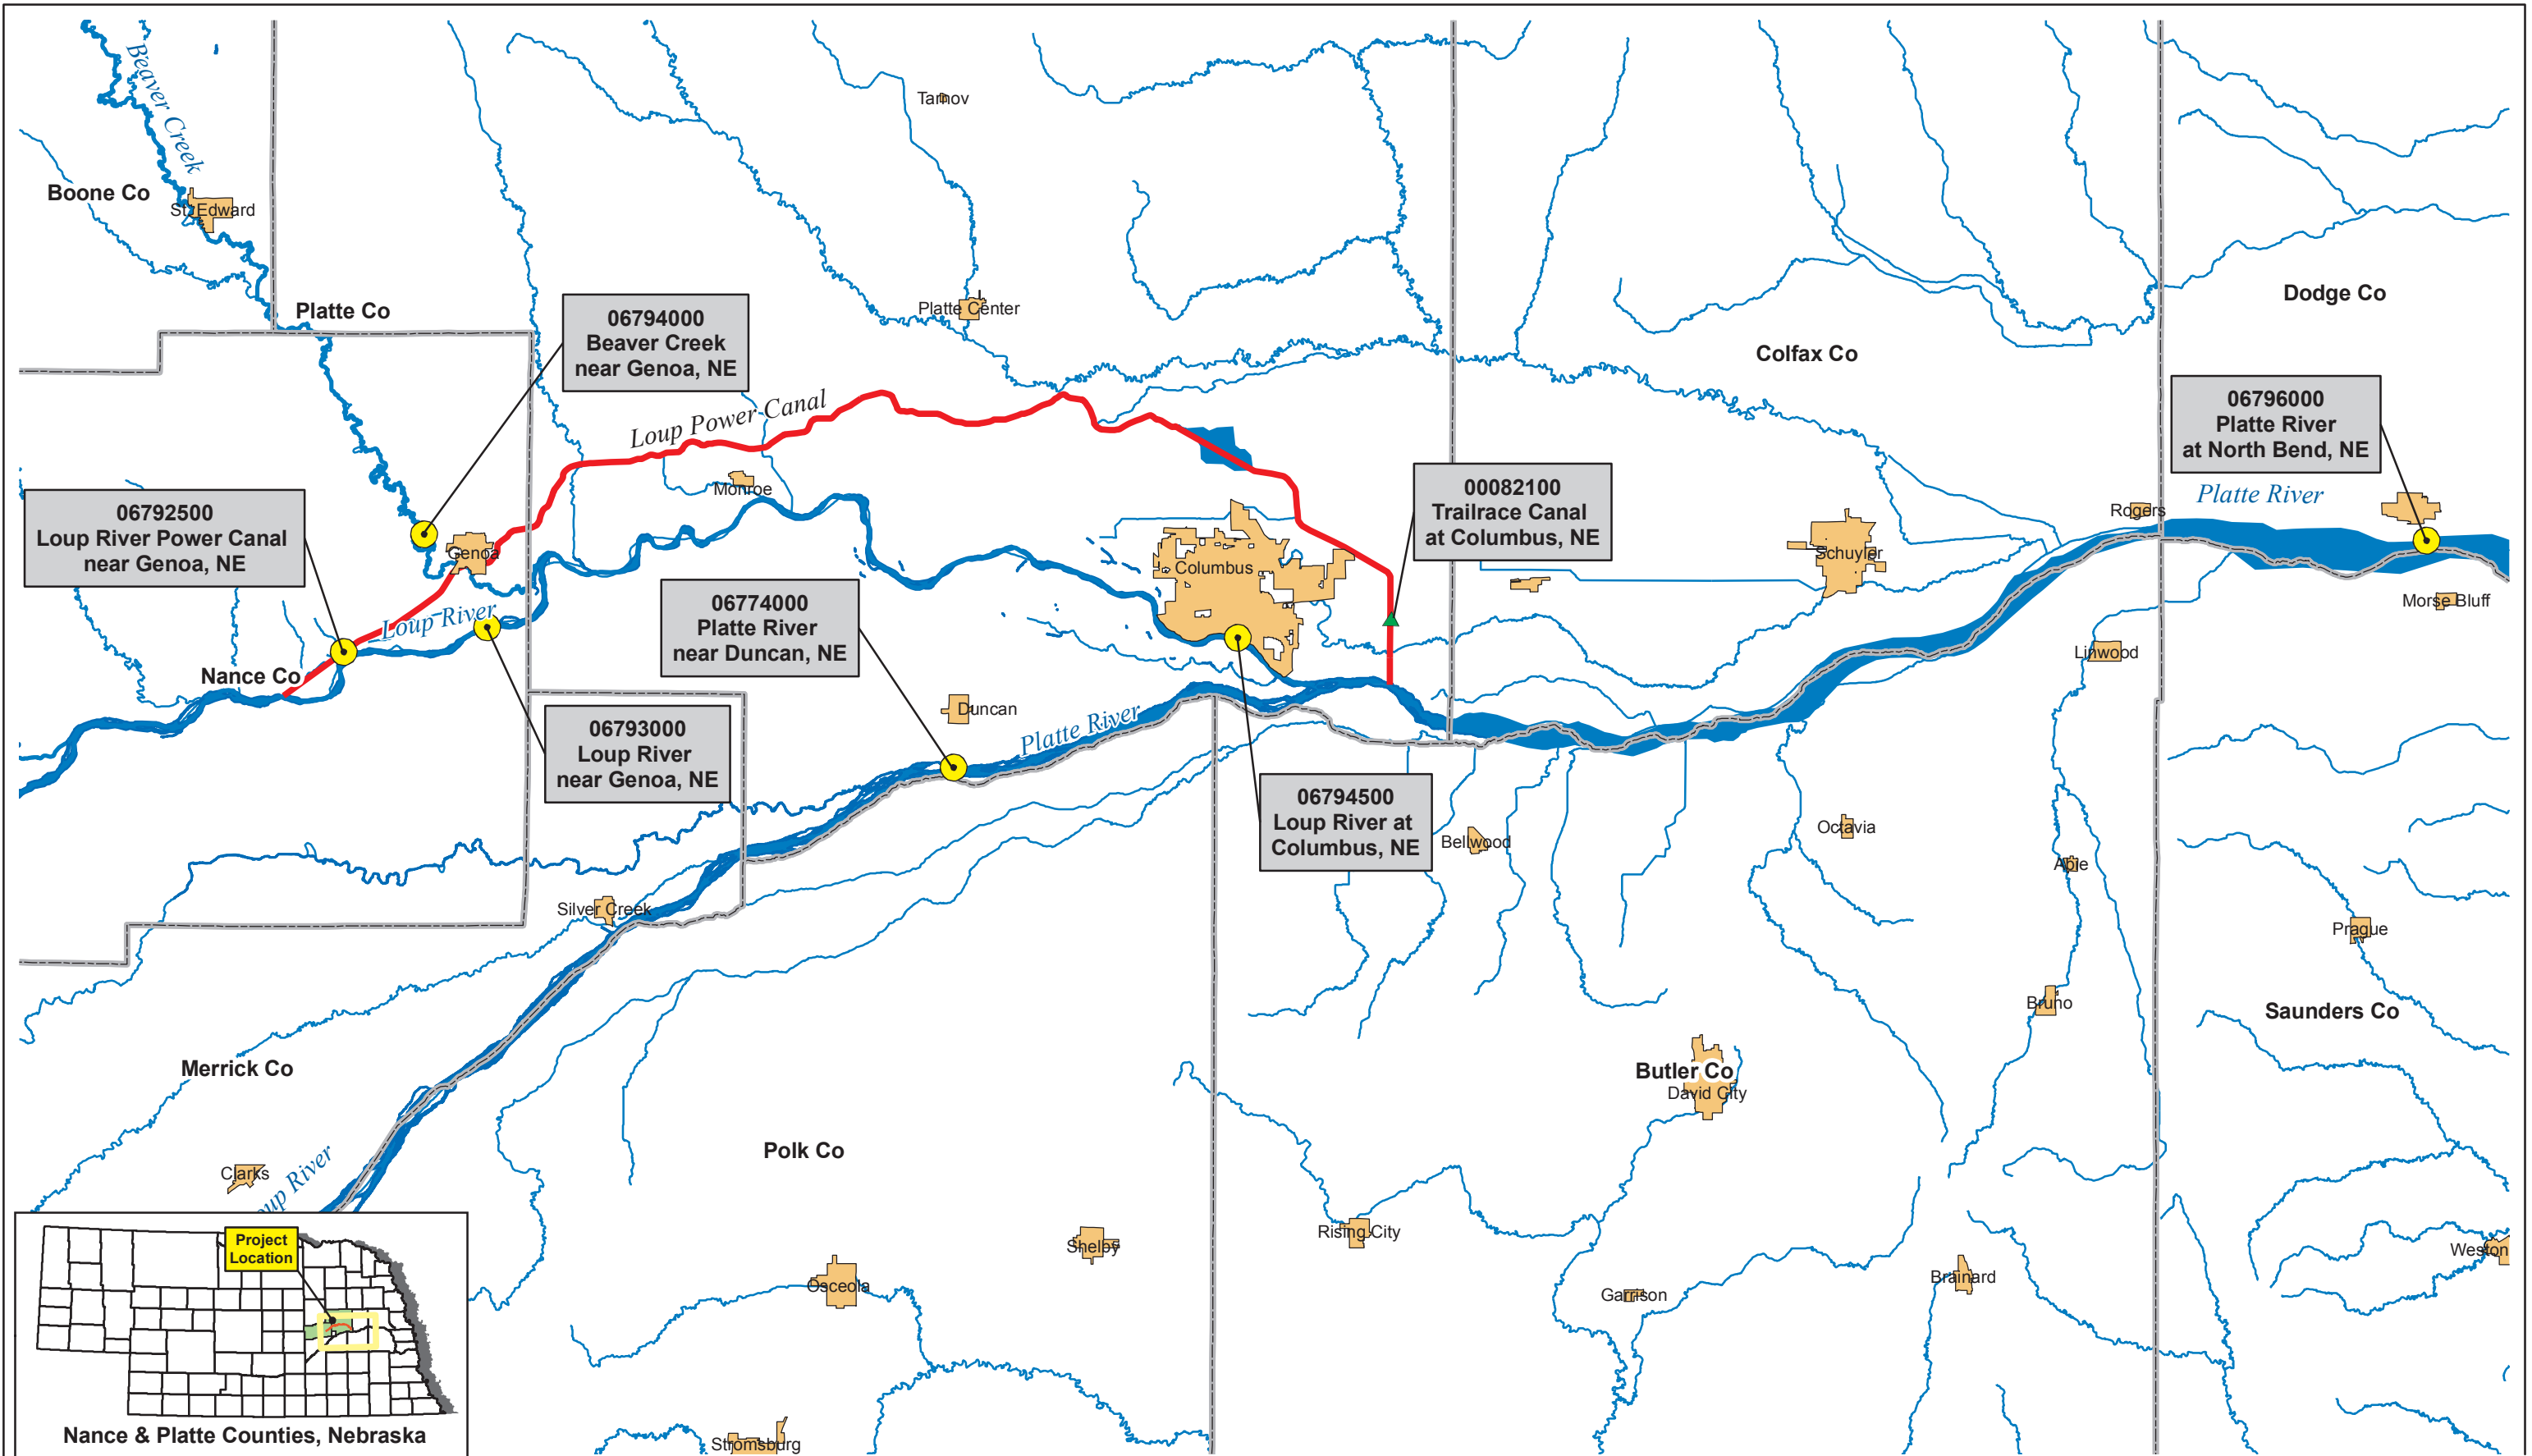 Beaver Creek
Tarnov
Boone Co
St. Edward
Platte Co
Platte Center
Dodge Co
Colfax Co
06794000
Beaver Creek
near Genoa, NE
Loup Power Canal
06796000
Platte River
at North Bend, NE
Platte River
Rogers
Monroe
06792500
Loup River Power Canal
near Genoa, NE
Genoa
00082100
Trailrace Canal
at Columbus, NE
Columbus
Schuyler
Morse Bluff
06774000
Platte River
near Duncan, NE
Loup River
Linwood
Nance Co
Duncan
Platte River
06793000
Loup River
near Genoa, NE
06794500
Loup River at
Columbus, NE
Bellwood
Octavia
Abie
Silver Creek
Prague
Bruno
Saunders Co
Merrick Co
Butler Co
David City
Polk Co
Clarks
oup River
Rising City
Shelby
Weston
Osceola
Garrison
Brainard
Stromsburg
Project
Location
Nance & Platte Counties, Nebraska